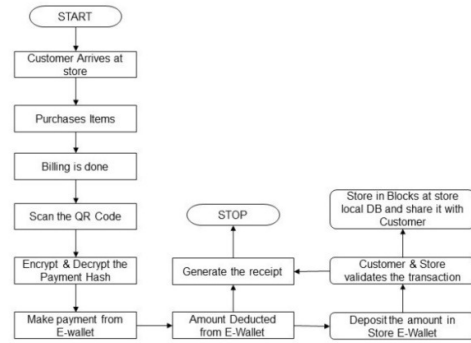 START
Customer Arrives at
store
Purchases Items
Billing is done
Scan the QR Code
Encrypt & Decrypt the
Payment Hash
Make payment from
E-wallet
STOP
Generate the receipt
Amount Deducted
from E-Wallet
Store in Blocks at store
local DB and share it with
Customer
Customer & Store
validates the transaction
Deposit the amount in
Store E-Wallet